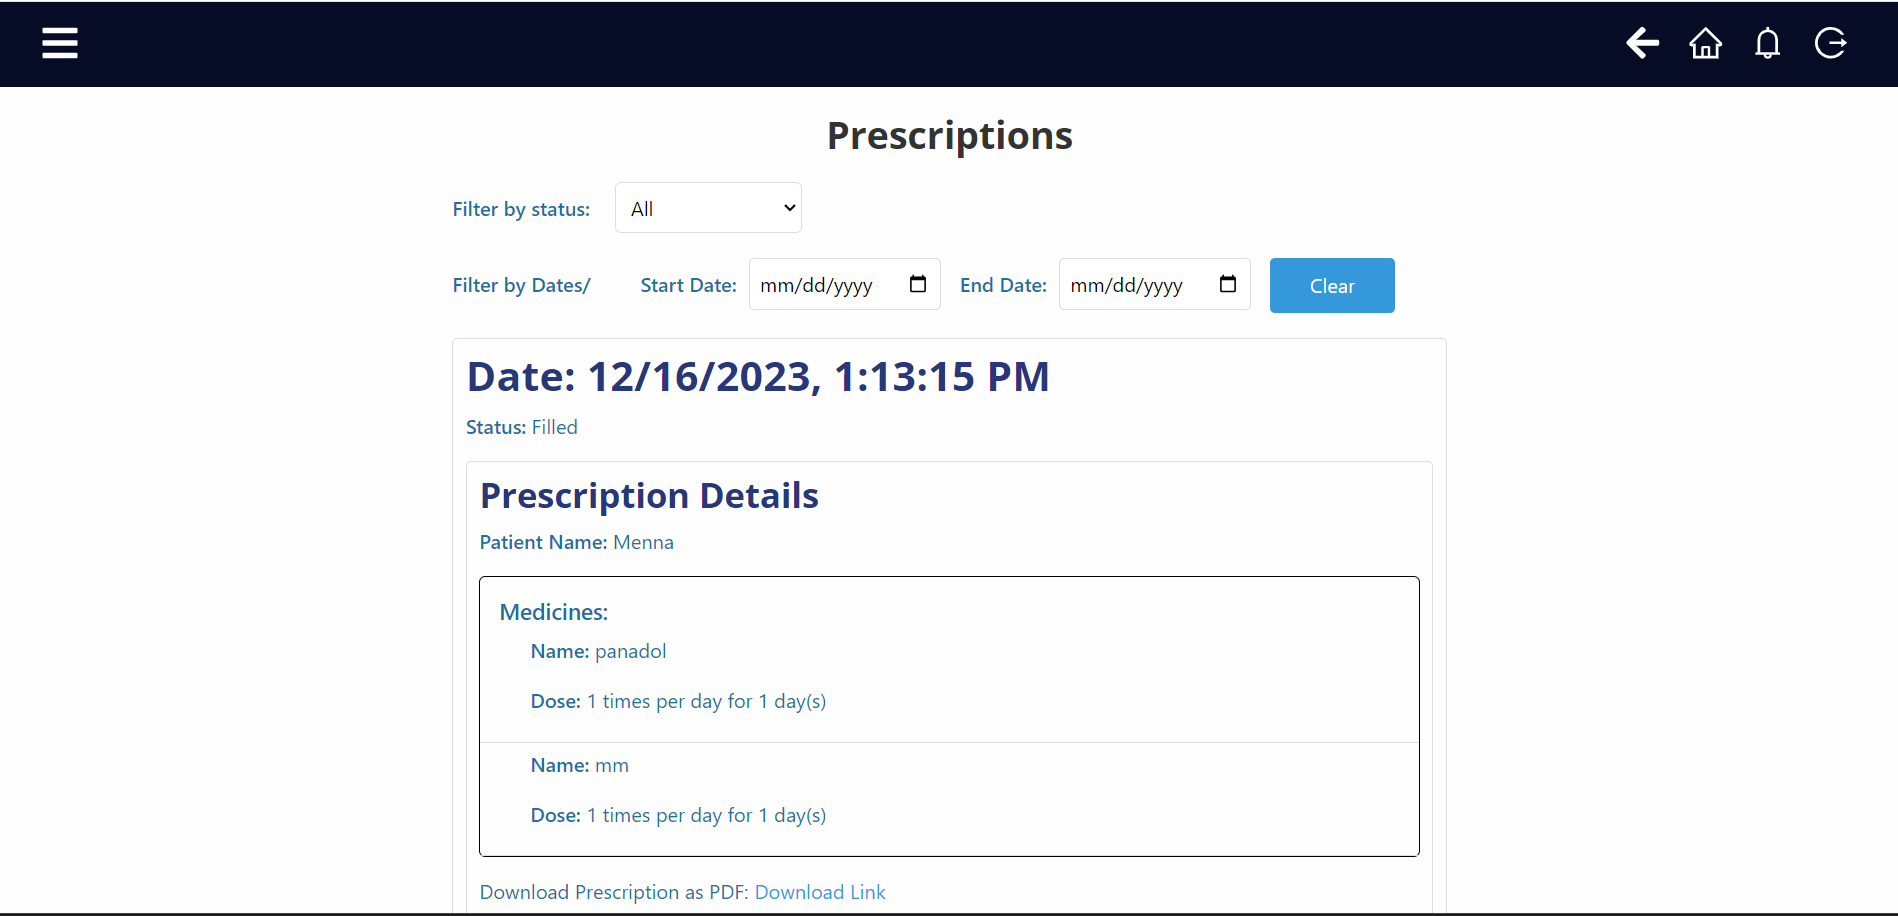 Prescriptions
Filter by status: All
Filter by Dates/ Start Date: mm/dd/yyyy End Date: mm/dd/yyyy Clear
Date: 12/16/2023, 1:13:15 PM
Status: Filled
Prescription Details
Patient Name: Menna
Medicines:
Name: panadol
Dose: 1 times per day for 1 day(s)
Name: mm
Dose: 1 times per day for 1 day(s)
Download Prescription as PDF: Download Link